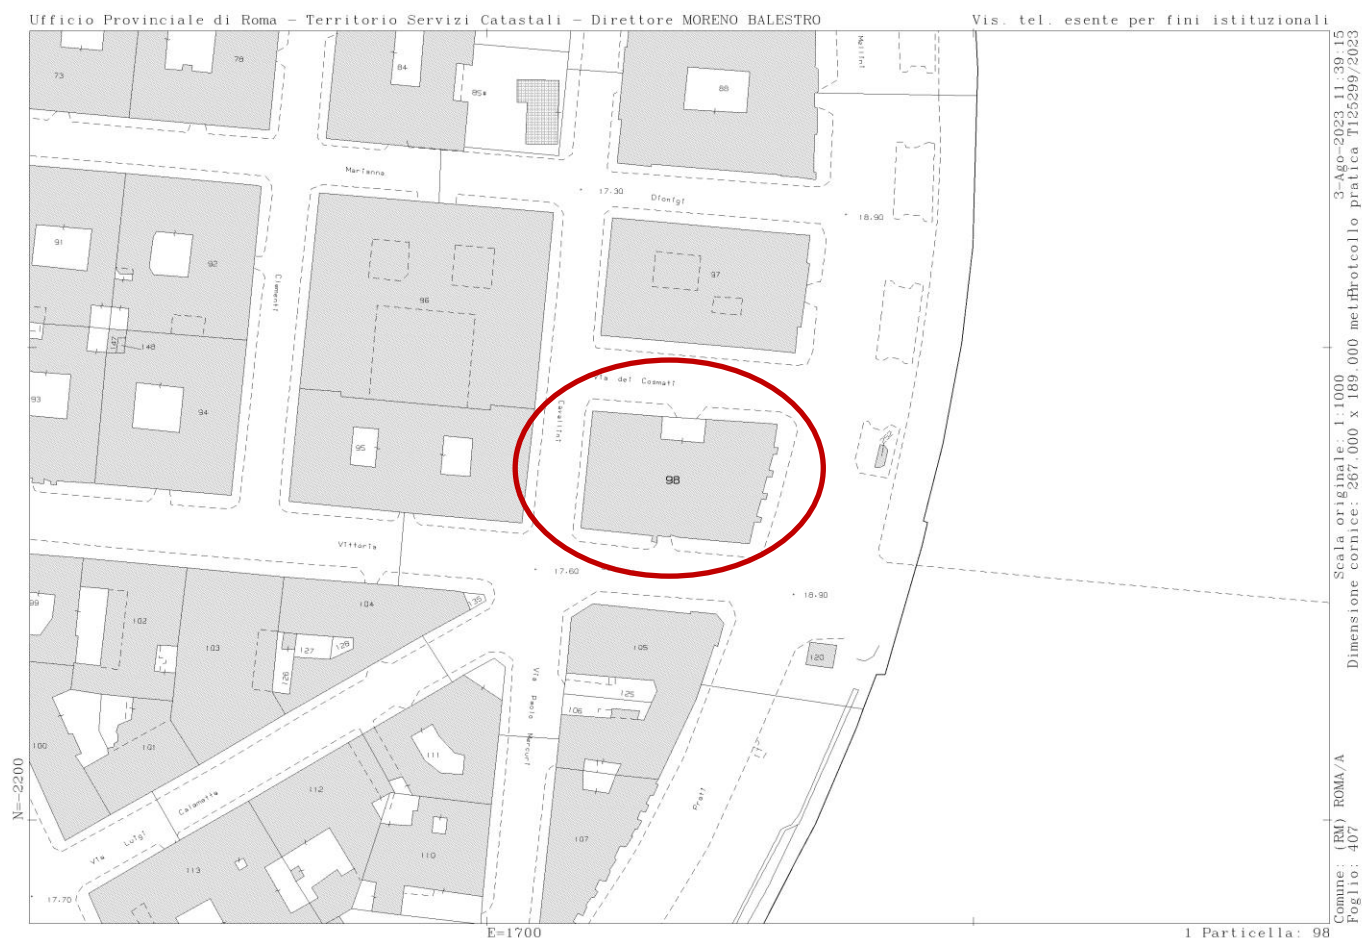 Ufficio Provinciale di Roma - Territorio Servizi Catastali - Direttore MORENO BALESTRO
Vis. tel. esente per fini istituzionali
3-Ago-2023 11:39:15
Protocollo pratica T125299/2023
Scala originale: 1:1000
Dimensione cornice: 267.000 x 189.000 metri
Comune: (RM) ROMA/A
Foglio: 407
1 Particella: 98
E=1700
N=-2200
73
78
84
85*
88
Mellini
Marianna
17.30
Dionigi
18.90
91
92
Clementi
96
97
147
148
93
94
95
Via dei Cosmati
Cavallini
98
Vittoria
17.60
18.90
99
102
103
104
135
127
128
126
105
120
125
106
100
101
Via Paolo Mercuri
111
112
Calamatta
Via Luigi
107
Prati
110
113
17.70